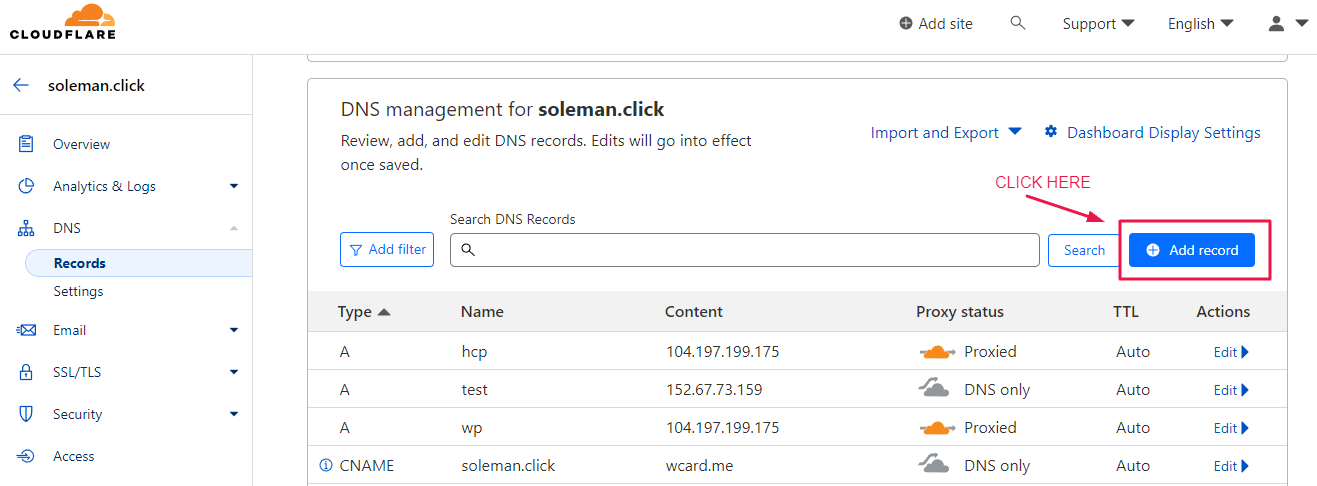 CLOUDFLARE
Add site
Support
English
soleman.click
Overview
Analytics & Logs
DNS
Records
Settings
Email
SSL/TLS
Security
Access
DNS management for soleman.click
Review, add, and edit DNS records. Edits will go into effect
once saved.
Import and Export
Dashboard Display Settings
CLICK HERE
Search DNS Records
Add filter
Search
Add record
Type Name Content Proxy status TTL Actions
A hcp 104.197.199.175 Proxied Auto Edit
A test 152.67.73.159 DNS only Auto Edit
A wp 104.197.199.175 Proxied Auto Edit
CNAME soleman.click wcard.me DNS only Auto Edit